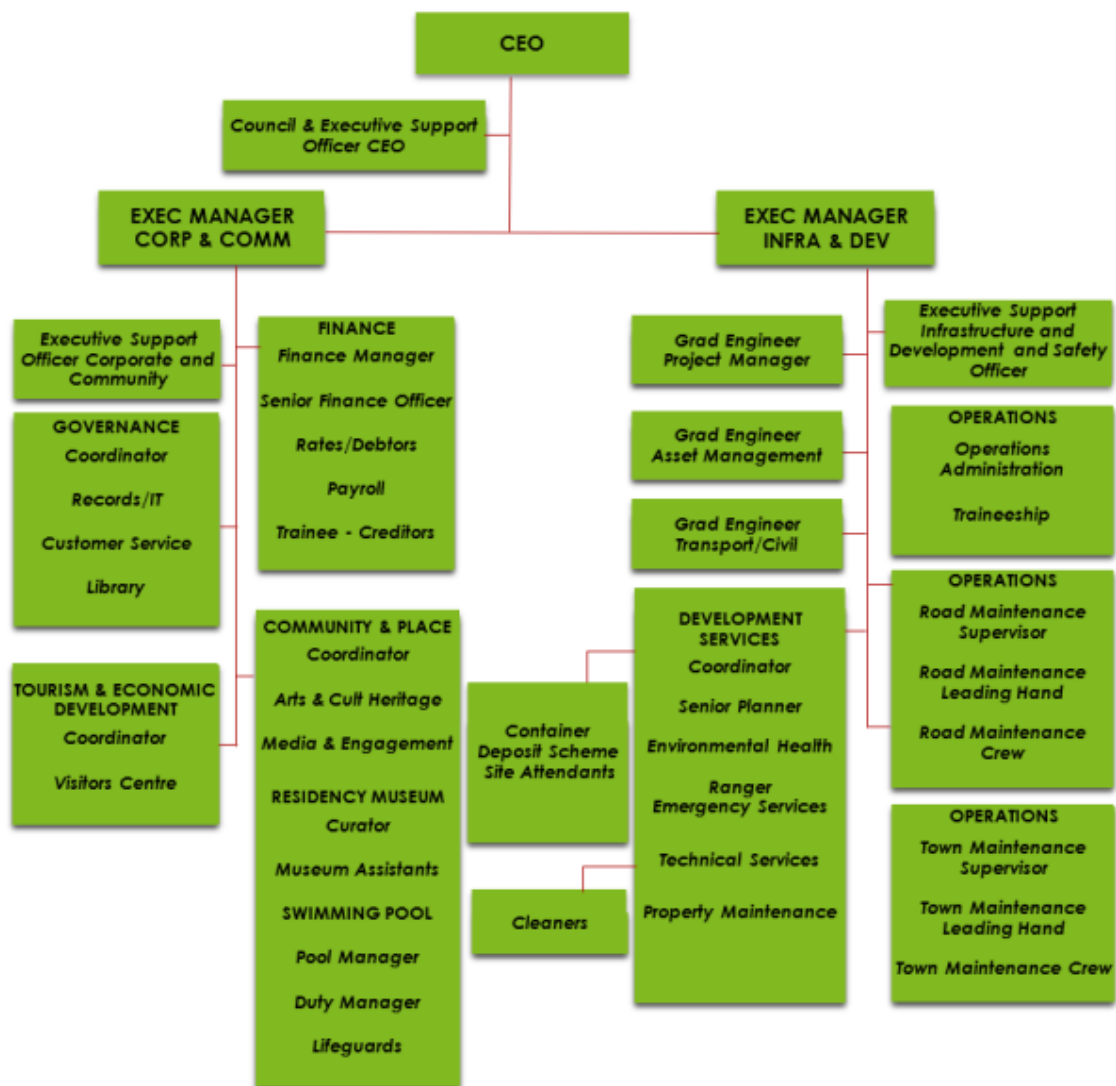 CEO
Council & Executive Support
Officer CEO
EXEC MANAGER
CORP & COMM
EXEC MANAGER
INFRA & DEV
Executive Support
Officer Corporate and
Community
GOVERNANCE
Coordinator
Records/IT
Customer Service
Library
TOURISM & ECONOMIC
DEVELOPMENT
Coordinator
Visitors Centre
FINANCE
Finance Manager
Senior Finance Officer
Rates/Debtors
Payroll
Trainee - Creditors
COMMUNITY & PLACE
Coordinator
Arts & Cult Heritage
Media & Engagement
RESIDENCY MUSEUM
Curator
Museum Assistants
SWIMMING POOL
Pool Manager
Duty Manager
Lifeguards
Grad Engineer
Project Manager
Grad Engineer
Asset Management
Grad Engineer
Transport/Civil
Container
Deposit Scheme
Site Attendants
Cleaners
DEVELOPMENT
SERVICES
Coordinator
Senior Planner
Environmental Health
Ranger
Emergency Services
Technical Services
Property Maintenance
Executive Support
Infrastructure and
Development and Safety
Officer
OPERATIONS
Operations
Administration
Traineeship
OPERATIONS
Road Maintenance
Supervisor
Road Maintenance
Leading Hand
Road Maintenance
Crew
OPERATIONS
Town Maintenance
Supervisor
Town Maintenance
Leading Hand
Town Maintenance Crew